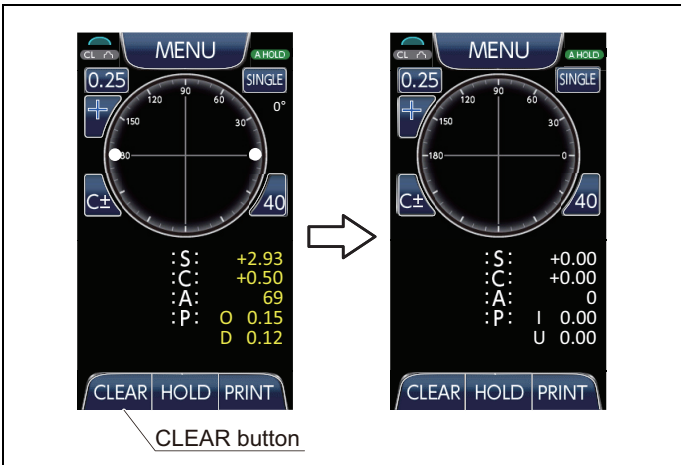 MENU
CL
A HOLD
0.25
SINGLE
0°
90
120
60
150
30
80
C±
40
:S: +2.93
:C: +0.50
:A: 69
:P: O 0.15
D 0.12
CLEAR HOLD PRINT
CLEAR button
MENU
CL
A HOLD
0.25
SINGLE
90
120
60
150
30
180
0
C±
40
:S: +0.00
:C: +0.00
:A: 0
:P: I 0.00
U 0.00
CLEAR HOLD PRINT